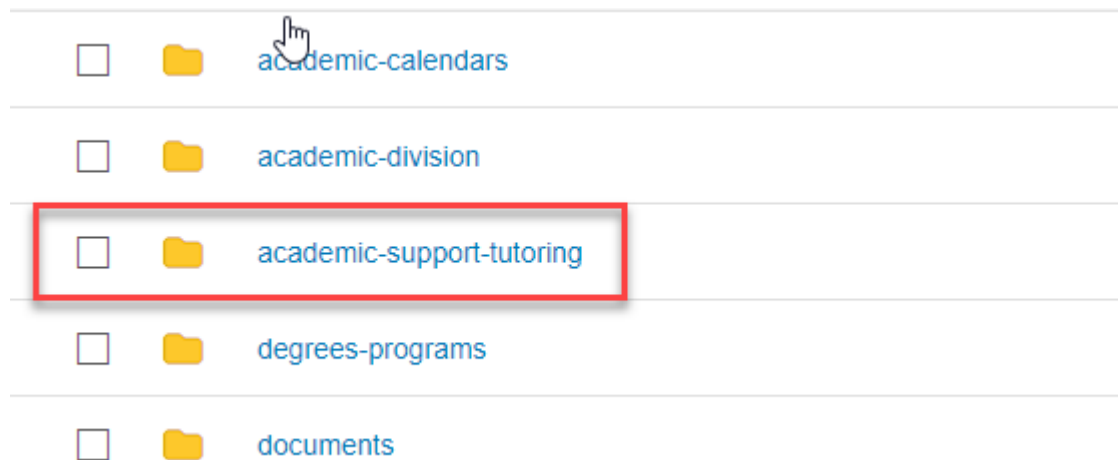 academic-calendars
academic-division
academic-support-tutoring
degrees-programs
documents